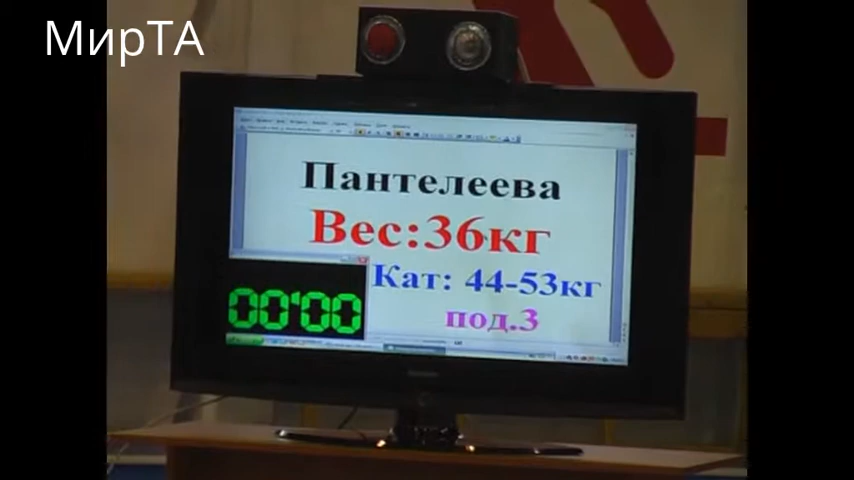 МирТА
Пантелеева
Вес:36кг
Кат: 44-53кг
00'00
под.3